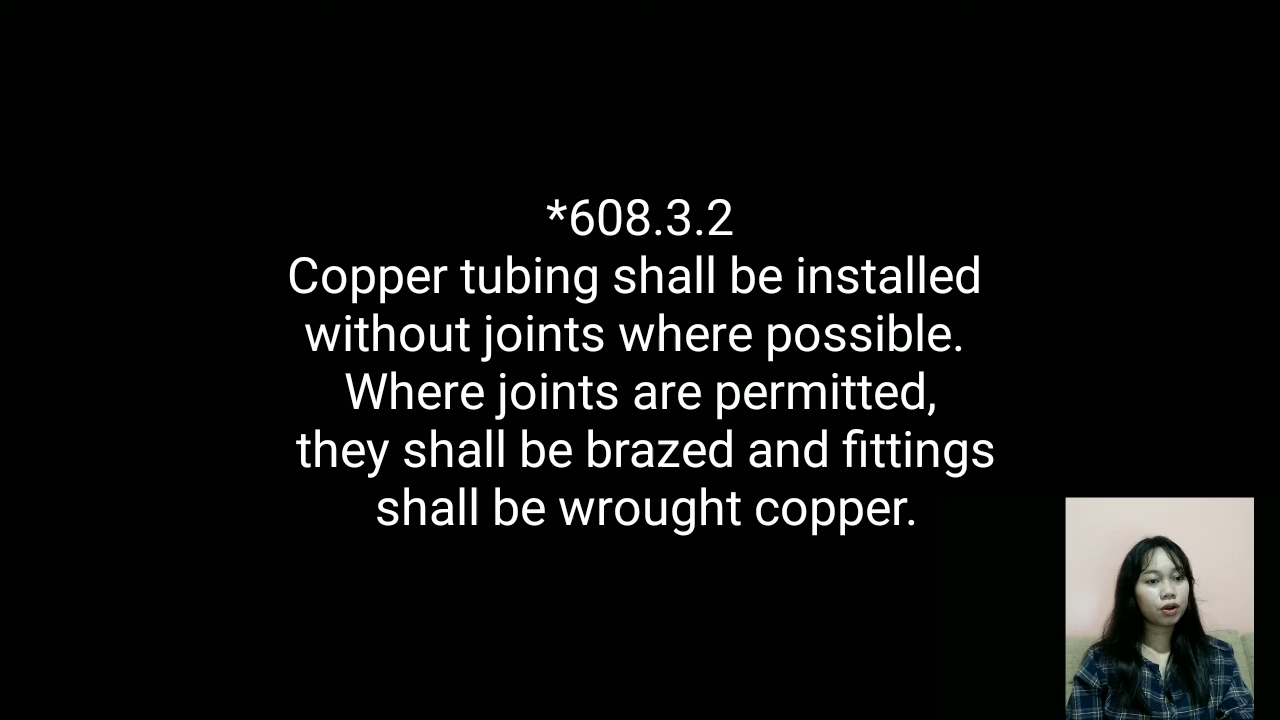 *608.3.2
Copper tubing shall be installed
without joints where possible.
Where joints are permitted,
they shall be brazed and fittings
shall be wrought copper.